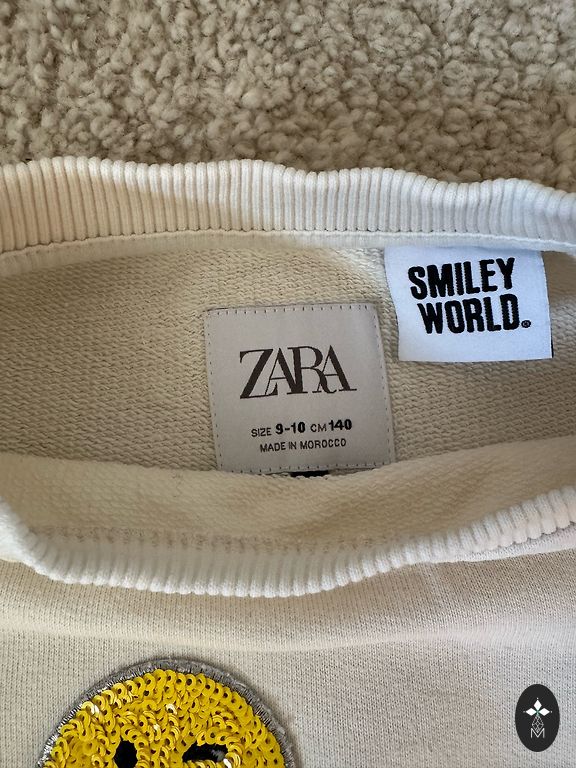 SMILEY
WORLD®
ZARA
SIZE 9-10 CM 140
MADE IN MOROCCO
M